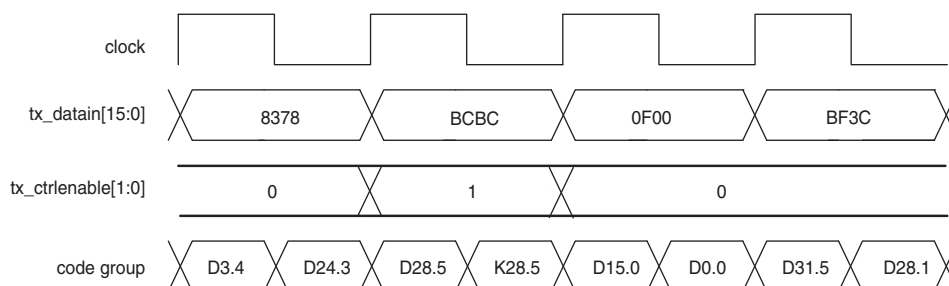 clock
tx_datain[15:0] 8378 BCBC 0F00 BF3C
tx_ctrlenable[1:0] 0 1 0
code group D3.4 D24.3 D28.5 K28.5 D15.0 D0.0 D31.5 D28.1